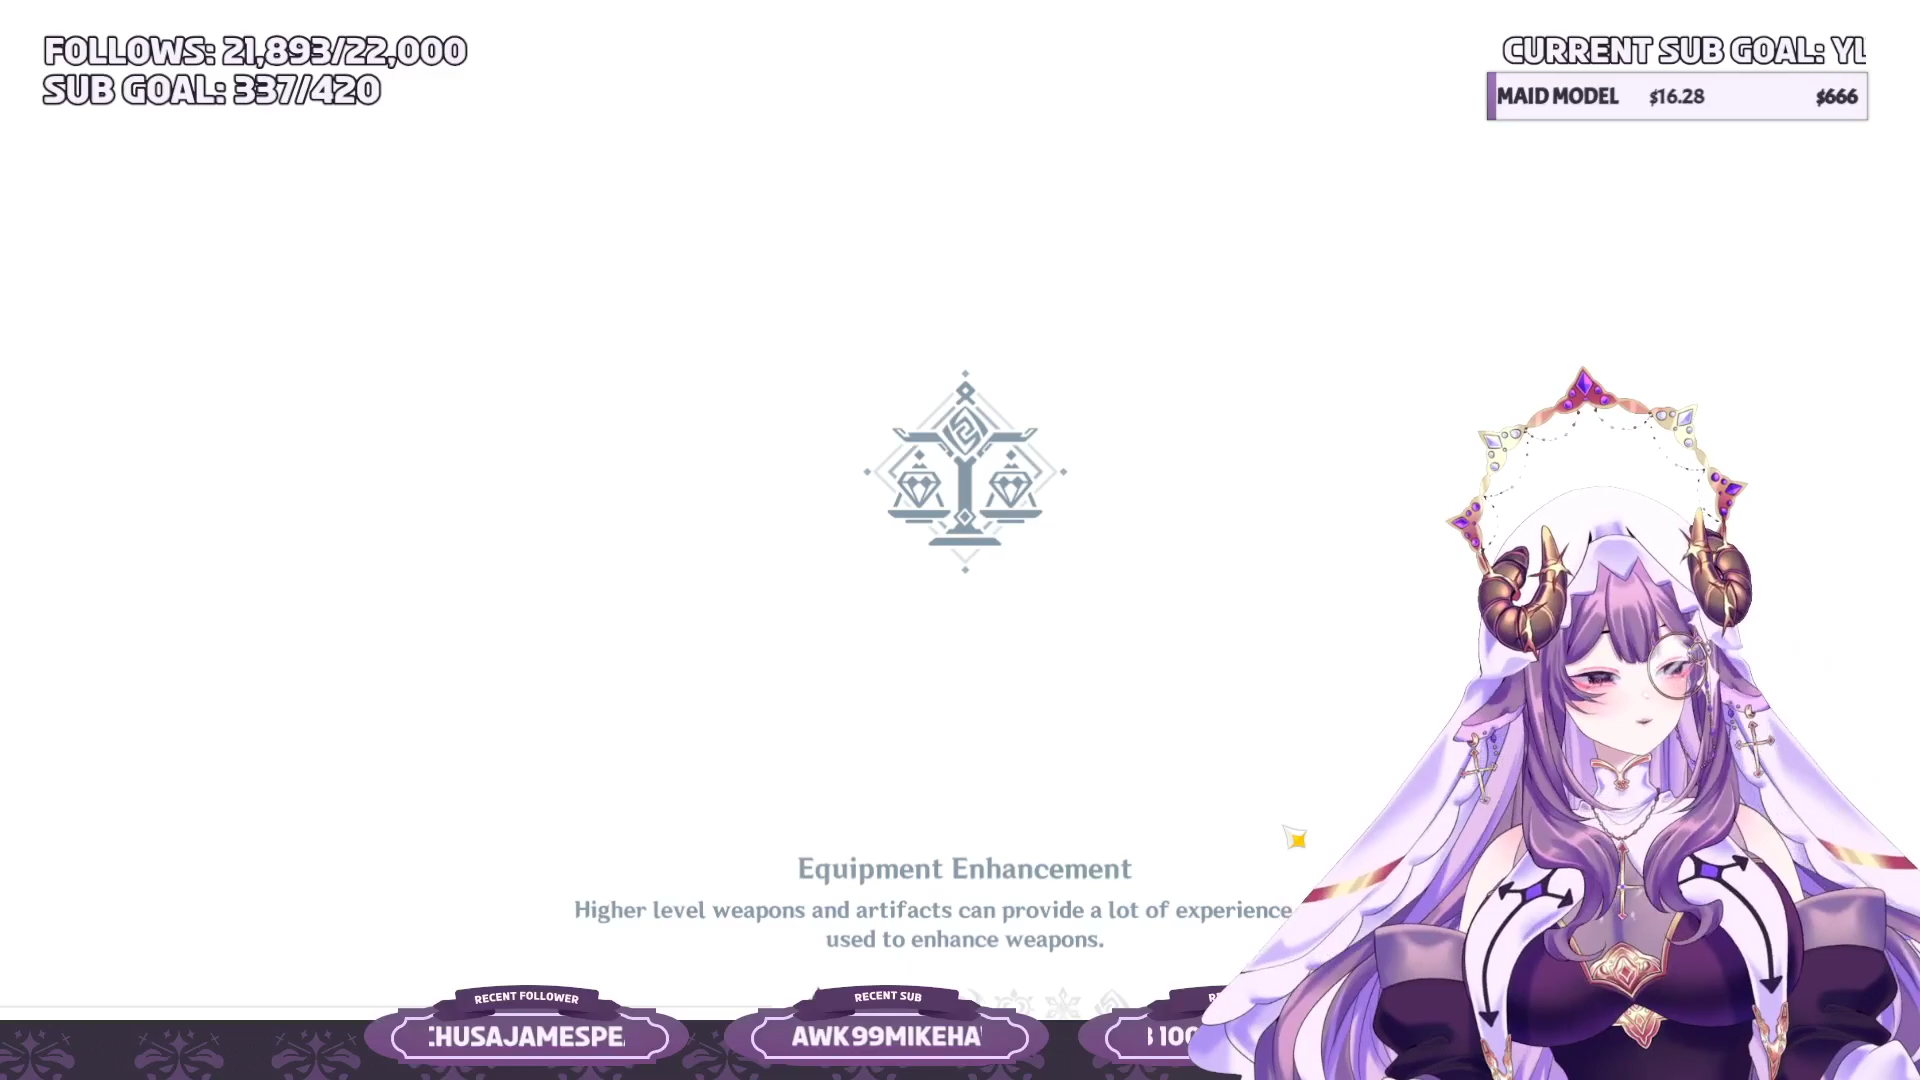 FOLLOWS: 21,893/22,000
SUB GOAL: 337/420
CURRENT SUB GOAL: YL
MAID MODEL $16.28 $666
Equipment Enhancement
Higher level weapons and artifacts can provide a lot of experience
used to enhance weapons.
RECENT FOLLOWER
CHUSAJAMESPE
RECENT SUB
AWK99MIKEHA
100